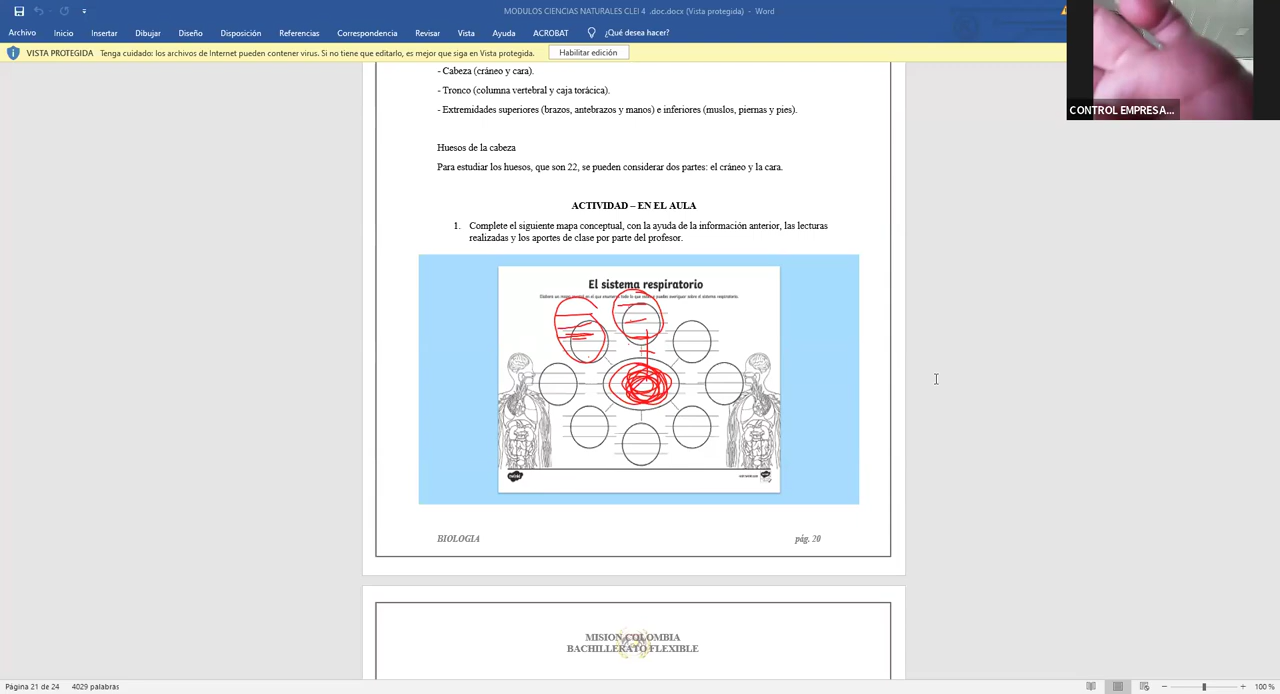 MODULOS CIENCIAS NATURALES CLEI 4 .doc.docx (Vista protegida) - Word
Archivo Inicio Insertar Dibujar Diseño Disposición Referencias Correspondencia Revisar Vista Ayuda ACROBAT ¿Qué desea hacer?
VISTA PROTEGIDA Tenga cuidado: los archivos de Internet pueden contener virus. Si no tiene que editarlo, es mejor que siga en Vista protegida. Habilitar edición
CONTROL EMPRESA...
- Cabeza (cráneo y cara).
- Tronco (columna vertebral y caja torácica).
- Extremidades superiores (brazos, antebrazos y manos) e inferiores (muslos, piernas y pies).
Huesos de la cabeza
Para estudiar los huesos, que son 22, se pueden considerar dos partes: el cráneo y la cara.
ACTIVIDAD – EN EL AULA
1. Complete el siguiente mapa conceptual, con la ayuda de la información anterior, las lecturas
realizadas y los aportes de clase por parte del profesor.
El sistema respiratorio
BIOLOGIA pág. 20
MISION COLOMBIA
BACHILLERATO FLEXIBLE
Página 21 de 24 4029 palabras 100 %